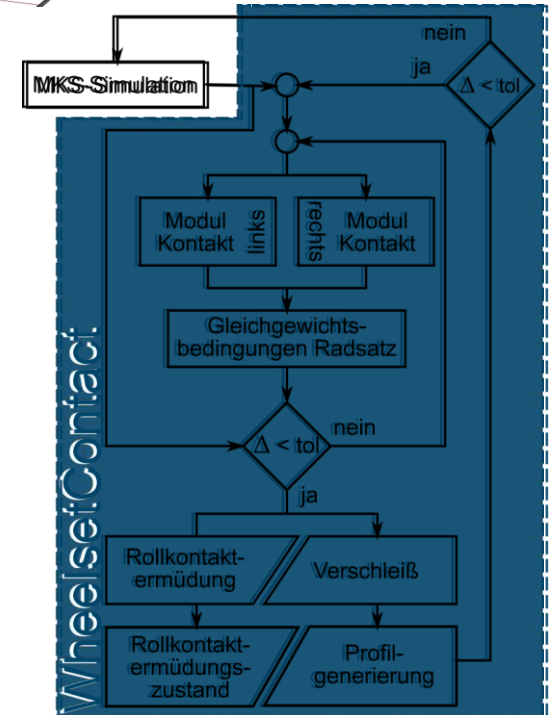 nein
ja
MKS-Simulation
Δ < tol
Modul
Kontakt
links
rechts
Modul
Kontakt
Gleichgewichts-
bedingungen Radsatz
nein
Δ < tol
ja
Rollkontakt-
ermüdung
Verschleiß
Rollkontakt-
ermüdungs-
zustand
Profil-
generierung
WheelsetContact